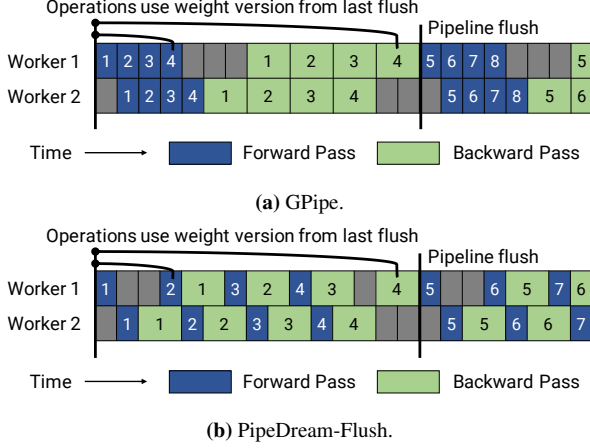 Operations use weight version from last flush
Pipeline flush
Worker 1 1 2 3 4 1 2 3 4 5 6 7 8 5
Worker 2 1 2 3 4 1 2 3 4 5 6 7 8 5 6
Time Forward Pass Backward Pass
(a) GPipe.
Operations use weight version from last flush
Pipeline flush
Worker 1 1 2 1 3 2 4 3 4 5 6 5 7 6
Worker 2 1 1 2 2 3 3 4 4 5 5 6 6 7
Time Forward Pass Backward Pass
(b) PipeDream-Flush.